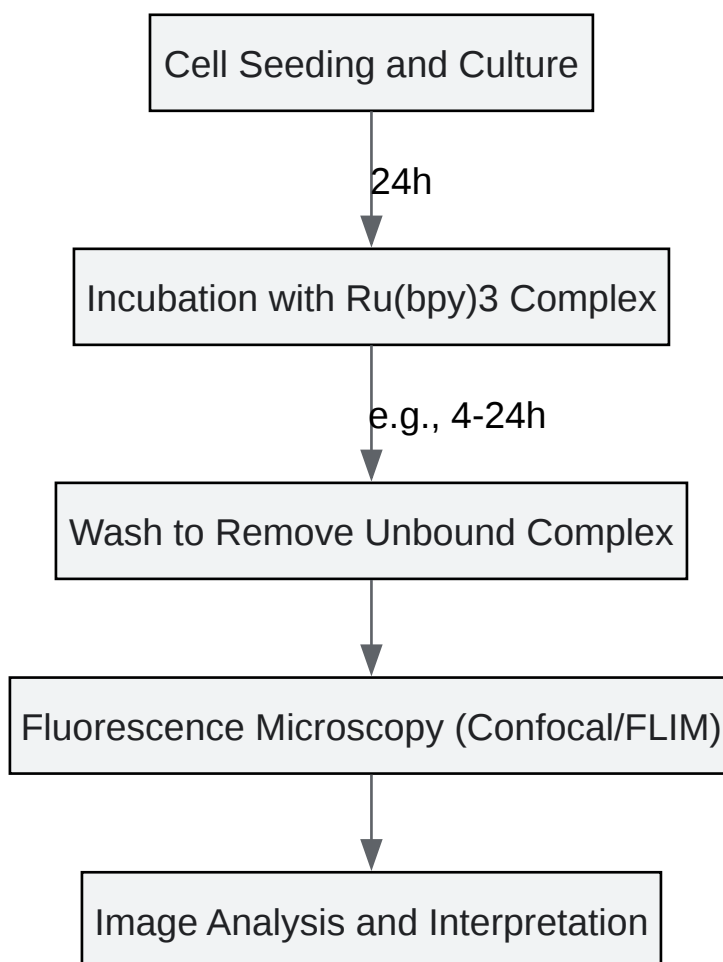 Cell Seeding and Culture
24h
Incubation with Ru(bpy)3 Complex
e.g., 4-24h
Wash to Remove Unbound Complex
Fluorescence Microscopy (Confocal/FLIM)
Image Analysis and Interpretation